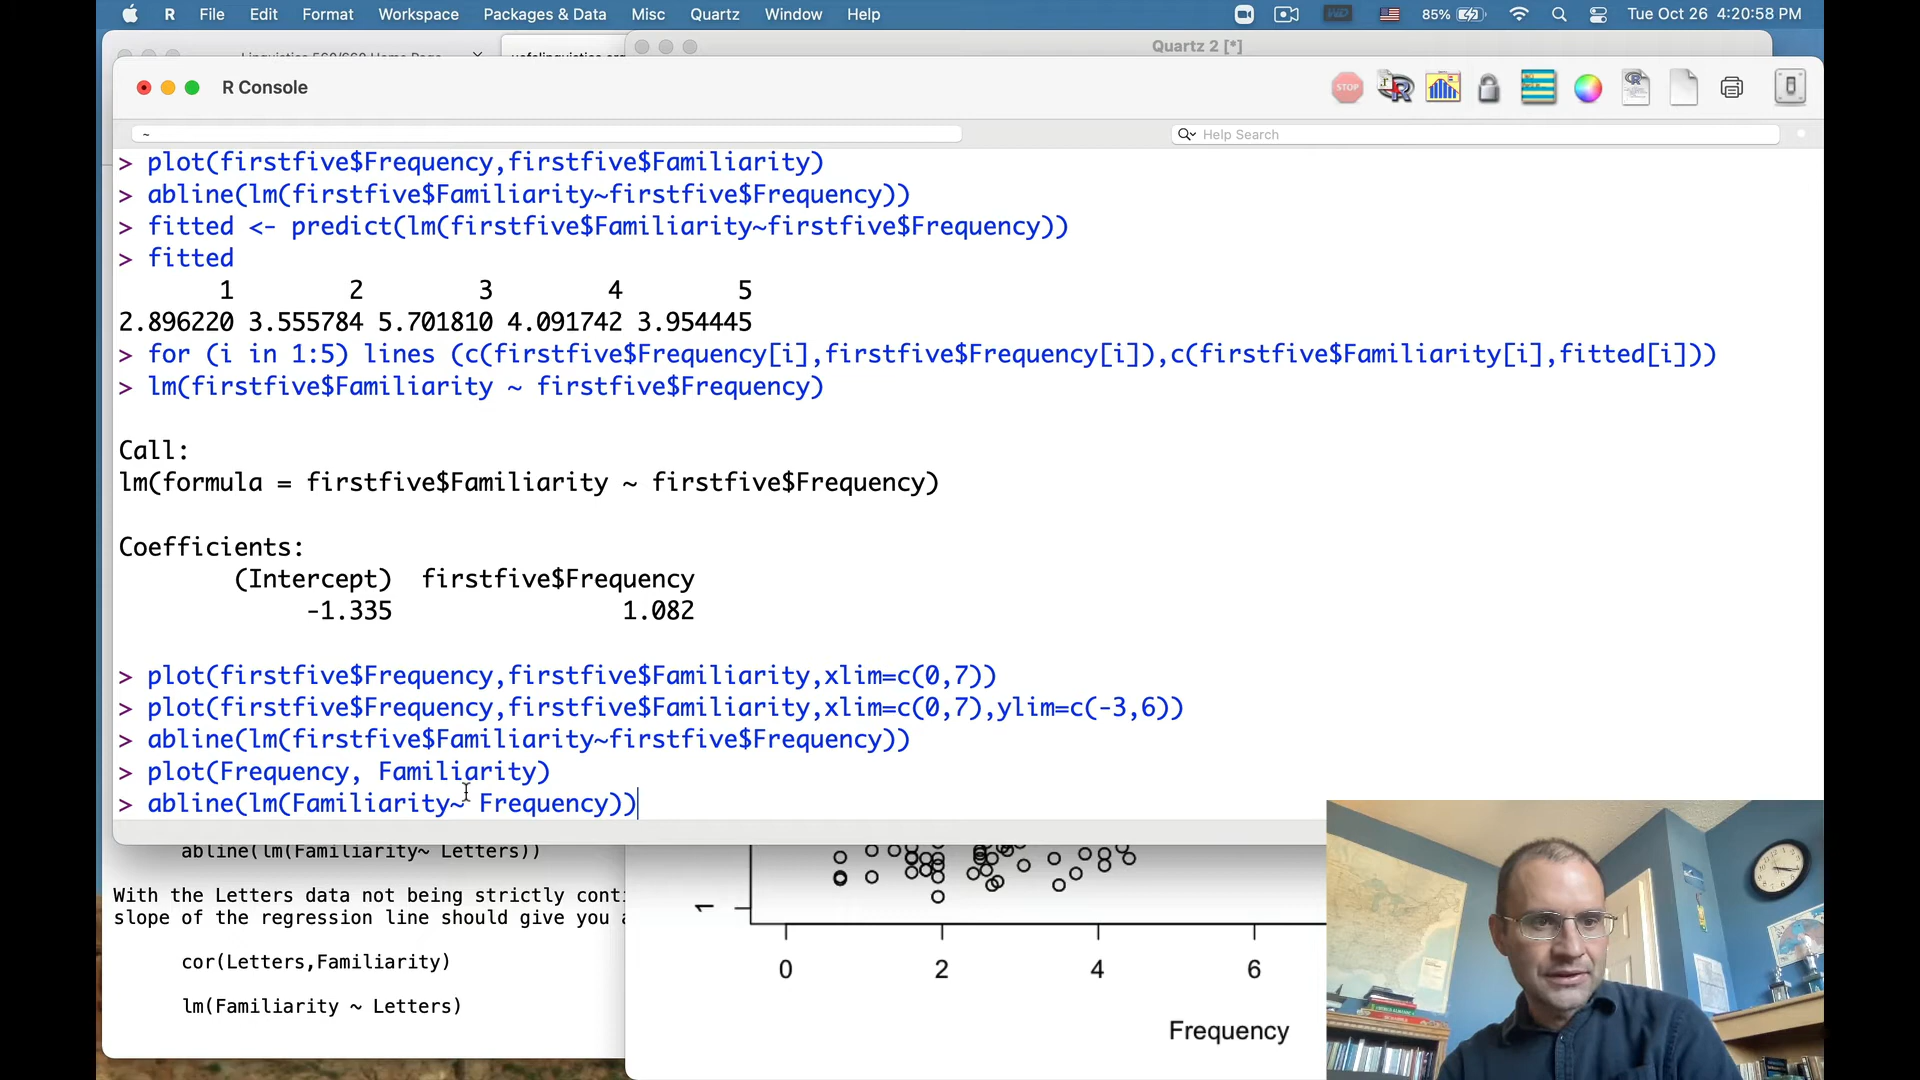 R File Edit Format Workspace Packages & Data Misc Quartz Window Help 85% Tue Oct 26 4:20:58 PM
Linguistics 560/660 Home Page
Quartz 2 [*]
R Console
STOP
~
Help Search
> plot(firstfive$Frequency,firstfive$Familiarity)
> abline(lm(firstfive$Familiarity~firstfive$Frequency))
> fitted <- predict(lm(firstfive$Familiarity~firstfive$Frequency))
> fitted
1 2 3 4 5
2.896220 3.555784 5.701810 4.091742 3.954445
> for (i in 1:5) lines (c(firstfive$Frequency[i],firstfive$Frequency[i]),c(firstfive$Familiarity[i],fitted[i]))
> lm(firstfive$Familiarity ~ firstfive$Frequency)
Call:
lm(formula = firstfive$Familiarity ~ firstfive$Frequency)
Coefficients:
(Intercept) firstfive$Frequency
-1.335 1.082
> plot(firstfive$Frequency,firstfive$Familiarity,xlim=c(0,7))
> plot(firstfive$Frequency,firstfive$Familiarity,xlim=c(0,7),ylim=c(-3,6))
> abline(lm(firstfive$Familiarity~firstfive$Frequency))
> plot(Frequency, Familiarity)
> abline(lm(Familiarity~ Frequency))
abline(lm(Familiarity~ Letters))
With the Letters data not being strictly conti
slope of the regression line should give you a
cor(Letters,Familiarity)
lm(Familiarity ~ Letters)
1
0 2 4 6
Frequency